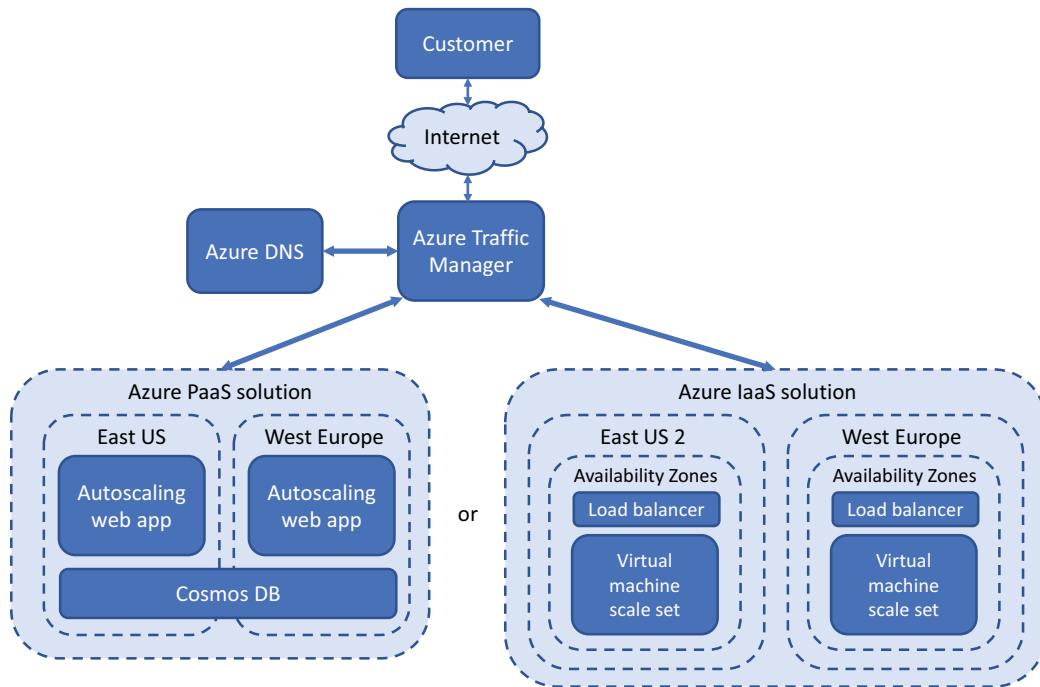 Customer
Internet
Azure DNS
Azure Traffic
Manager
Azure PaaS solution
East US
West Europe
Autoscaling
web app
Autoscaling
web app
Cosmos DB
or
Azure IaaS solution
East US 2
Availability Zones
Load balancer
Virtual
machine
scale set
West Europe
Availability Zones
Load balancer
Virtual
machine
scale set